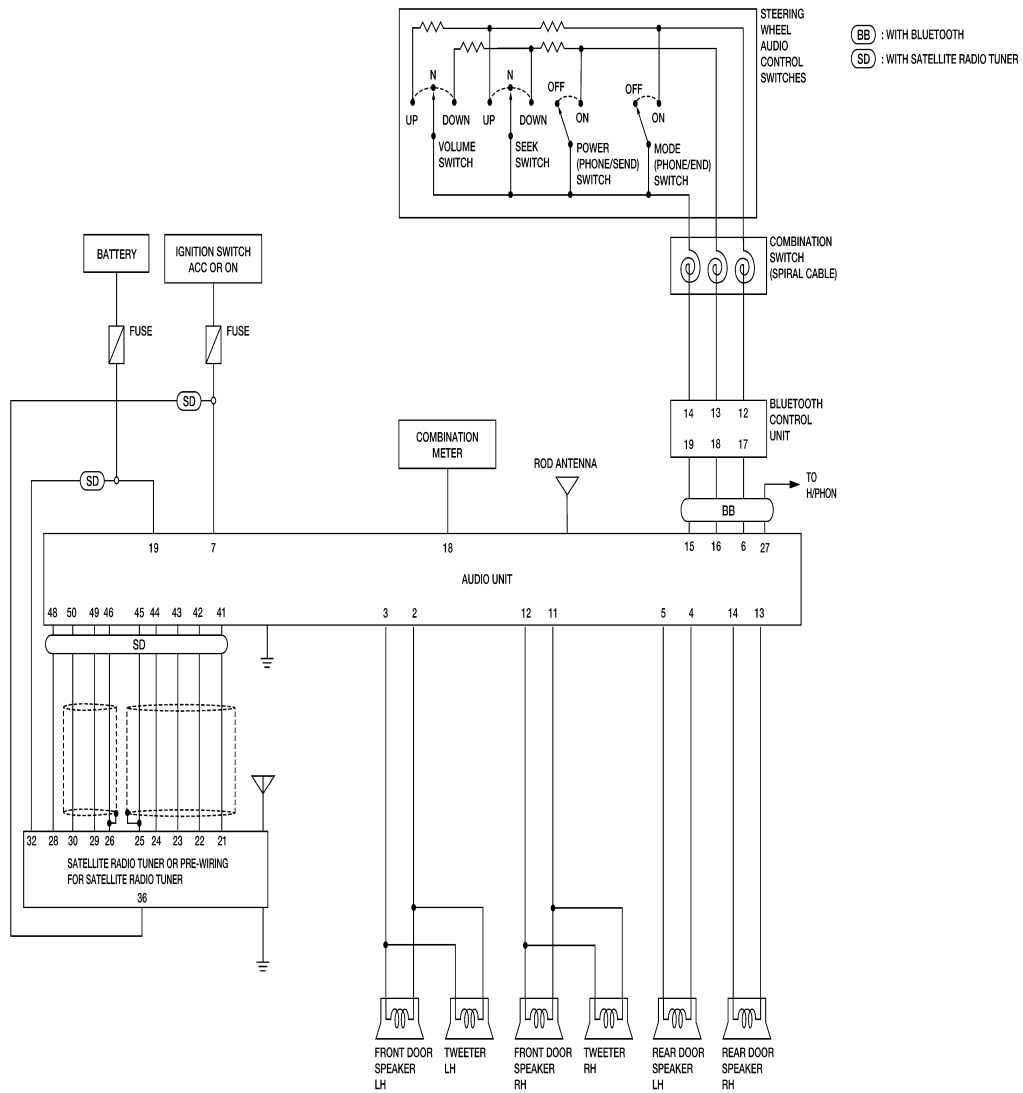 STEERING
WHEEL
AUDIO
CONTROL
SWITCHES
BB : WITH BLUETOOTH
SD : WITH SATELLITE RADIO TUNER
N
N
OFF
OFF
UP
DOWN
UP
DOWN
ON
ON
VOLUME
SWITCH
SEEK
SWITCH
POWER
(PHONE/SEND)
SWITCH
MODE
(PHONE/END)
SWITCH
COMBINATION
SWITCH
(SPIRAL CABLE)
BATTERY
IGNITION SWITCH
ACC OR ON
FUSE
FUSE
SD
BLUETOOTH
CONTROL
UNIT
14 13 12
19 18 17
COMBINATION
METER
ROD ANTENNA
SD
TO
H/PHON
BB
19 7 18 15 16 6 27
AUDIO UNIT
48 50 49 46 45 44 43 42 41 3 2 12 11 5 4 14 13
SD
32 28 30 29 26 25 24 23 22 21
SATELLITE RADIO TUNER OR PRE-WIRING
FOR SATELLITE RADIO TUNER
36
FRONT DOOR
SPEAKER
LH
TWEETER
LH
FRONT DOOR
SPEAKER
RH
TWEETER
RH
REAR DOOR
SPEAKER
LH
REAR DOOR
SPEAKER
RH